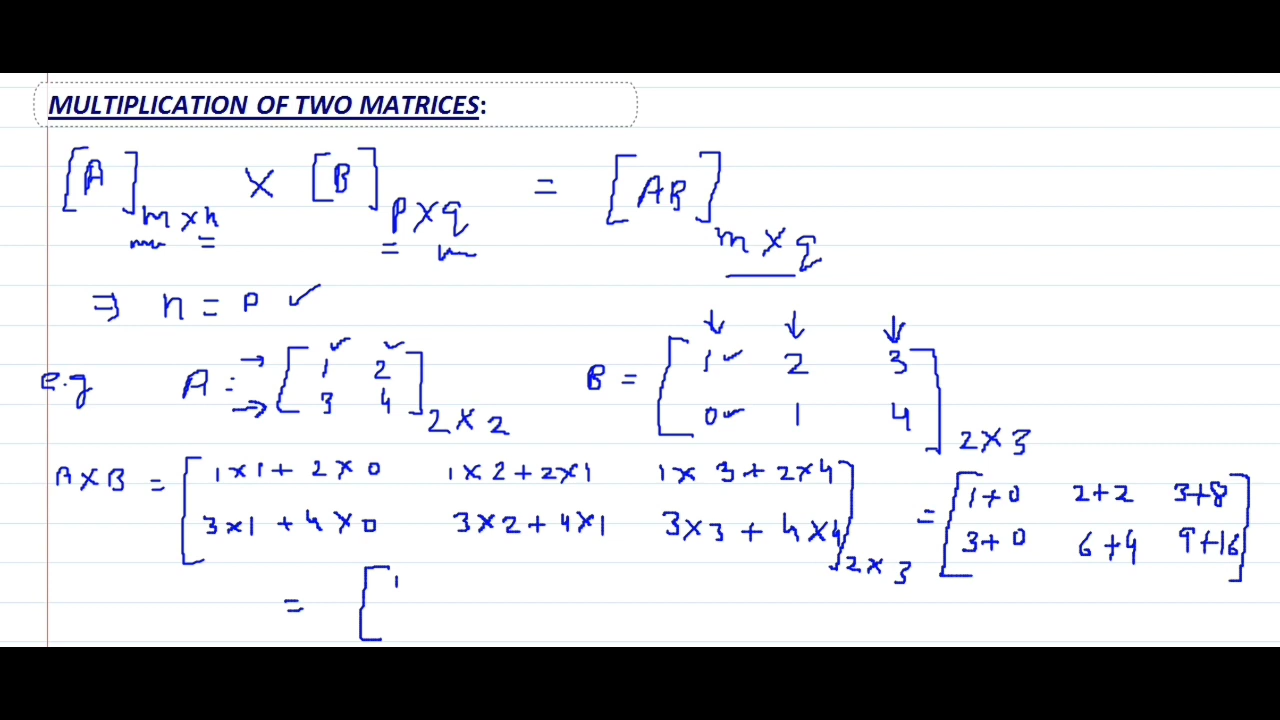 MULTIPLICATION OF TWO MATRICES:
[A] m×n × [B] p×q = [AB] m×q
⇒ n = p ✓
e.g A = → [ 1 ✓ 2 ✓ B = [ 1 ✓ 2 3
→ 3 4 ] 2×2 0 ✓ 1 4 ] 2×3
A×B = [ 1×1+2×0 1×2+2×1 1×3+2×4 = [ 1+0 2+2 3+8
3×1+4×0 3×2+4×1 3×3+4×4 ] 2×3 3+0 6+4 9+16 ]
= [ 1